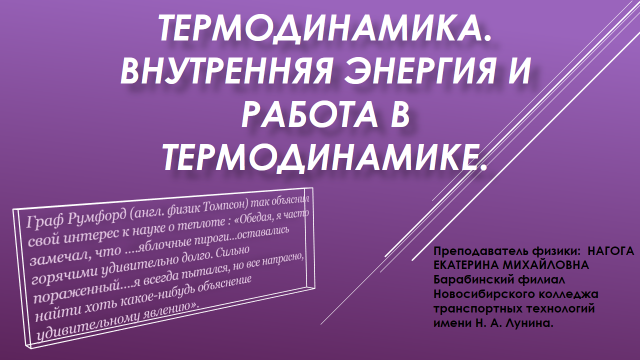 ТЕРМОДИНАМИКА.
ВНУТРЕННЯЯ ЭНЕРГИЯ И
РАБОТА В
ТЕРМОДИНАМИКЕ.
Граф Румфорд (англ. физик Томпсон) так объяснил
свой интерес к науке о теплоте : «Обедая, я часто
замечал, что ....яблочные пироги...оставались
горячими удивительно долго. Сильно
пораженный....я всегда пытался, но все напрасно,
найти хоть какое-нибудь объяснение
удивительному явлению».
Преподаватель физики: НАГОГА
ЕКАТЕРИНА МИХАЙЛОВНА
Барабинский филиал
Новосибирского колледжа
транспортных технологий
имени Н. А. Лунина.